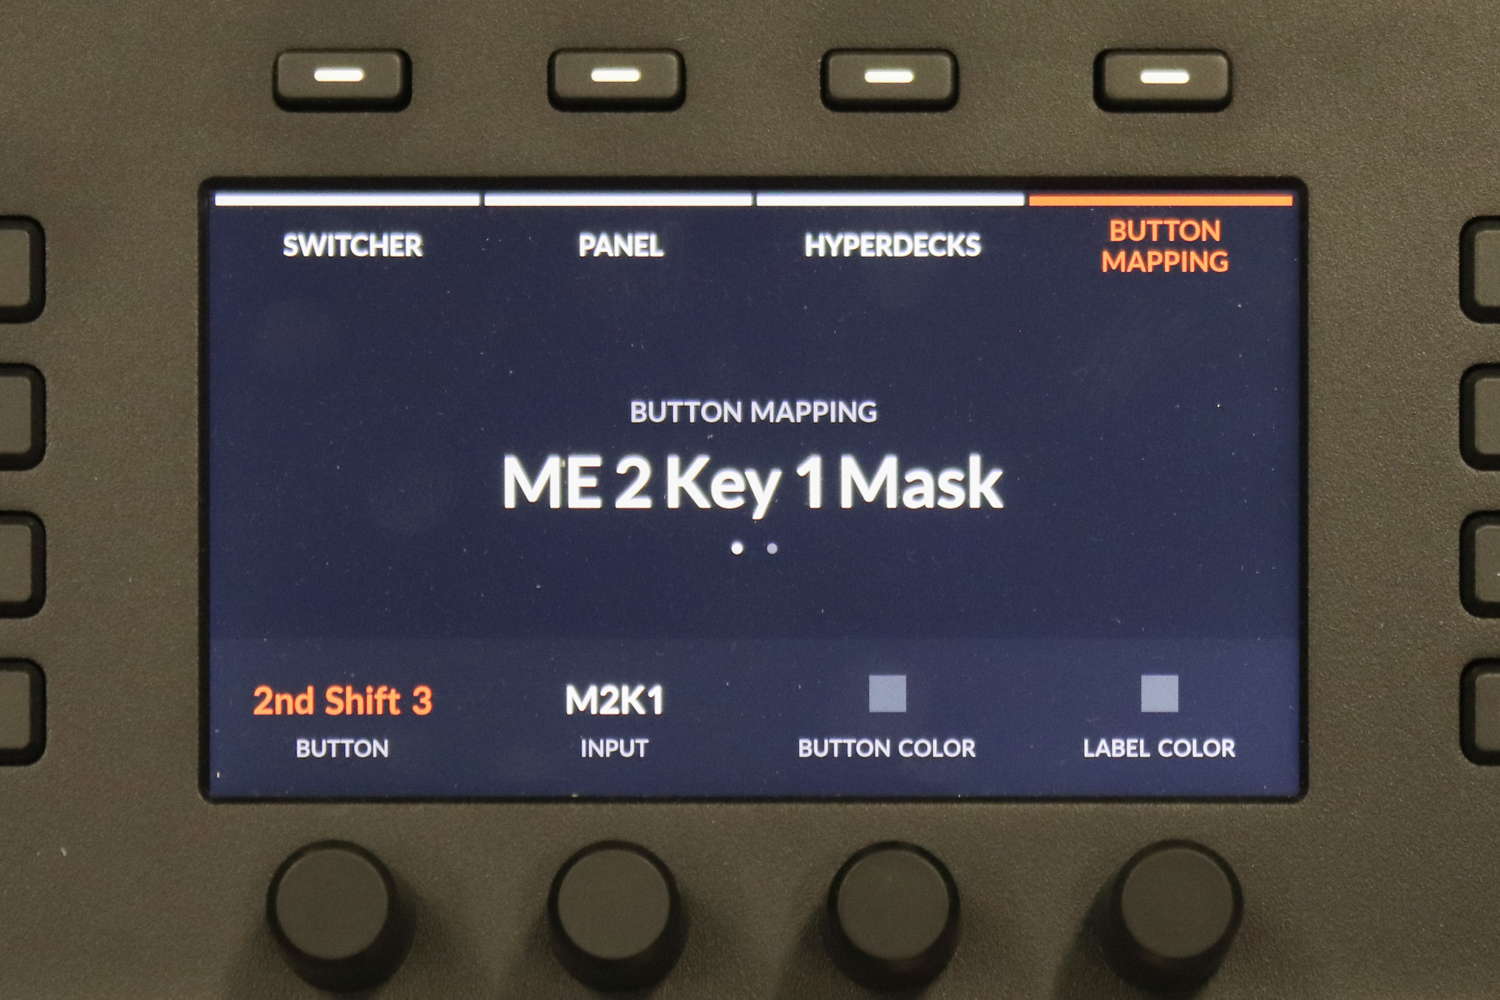 SWITCHER
PANEL
HYPERDECKS
BUTTON
MAPPING
BUTTON MAPPING
ME 2 Key 1 Mask
2nd Shift 3
M2K1
BUTTON
INPUT
BUTTON COLOR
LABEL COLOR